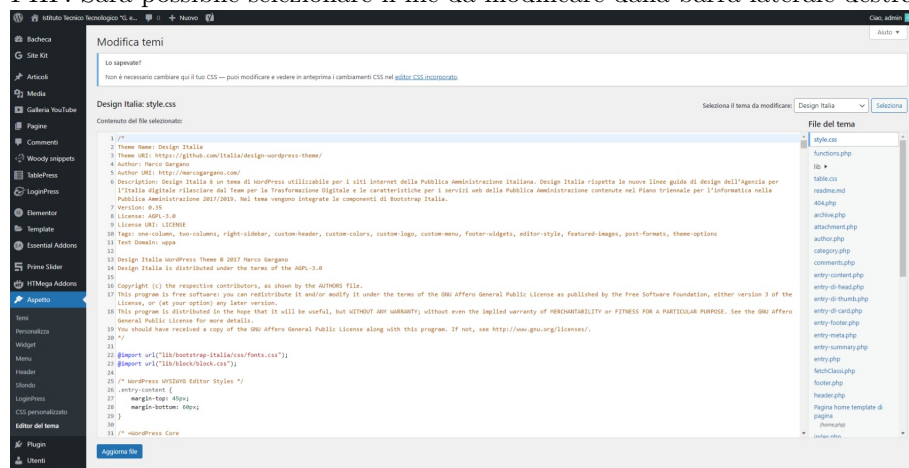 PHP. Sarà possibile selezionare il file da modificare dalla barra laterale destra
Istituto Tecnico Tecnologico "G. e... 0 + Nuovo Ciao, admin
Bacheca
Site Kit
Articoli
Media
Galleria YouTube
Pagine
Commenti
Woody snippets
TablePress
LoginPress
Elementor
Template
Essential Addons
Prime Slider
HTMega Addons
Aspetto
Temi
Personalizza
Widget
Menu
Header
Sfondo
LoginPress
CSS personalizzato
Editor del tema
Plugin
Utenti
Aiuto ▼
Modifica temi
Lo sapevate?
Non è necessario cambiare qui il tuo CSS — puoi modificare e vedere in anteprima i cambiamenti CSS nel editor CSS incorporato.
Design Italia: style.css
Seleziona il tema da modificare: Design Italia Seleziona
Contenuto del file selezionato:
1 /*
2 Theme Name: Design Italia
3 Theme URI: https://github.com/italia/design-wordpress-theme/
4 Author: Marco Gargano
5 Author URI: http://marcogargano.com/
6 Description: Design Italia è un tema di WordPress utilizzabile per i siti internet della Pubblica Amministrazione italiana. Design Italia rispetta le nuove linee guida di design dell'Agenzia per
l'Italia digitale rilasciare dal Team per la Trasformazione Digitale e le caratteristiche per i servizi web della Pubblica Amministrazione contenute nel Piano triennale per l'informatica nella
Pubblica Amministrazione 2017/2019. Nel tema vengono integrate la componenti di Bootstrap Italia.
7 Version: 0.35
8 License: AGPL-3.0
9 License URI: LICENSE
10 Tags: one-column, two-columns, right-sidebar, custom-header, custom-colors, custom-logo, custom-menu, footer-widgets, editor-style, featured-images, post-formats, theme-options
11 Text Domain: wppa
12
13 Design Italia WordPress Theme © 2017 Marco Gargano
14 Design Italia is distributed under the terms of the AGPL-3.0
15
16 Copyright (c) the respective contributors, as shown by the AUTHORS file.
17 This program is free software: you can redistribute it and/or modify it under the terms of the GNU Affero General Public License as published by the Free Software Foundation, either version 3 of the
License, or (at your option) any later version.
18 This program is distributed in the hope that it will be useful, but WITHOUT ANY WARRANTY; without even the implied warranty of MERCHANTABILITY or FITNESS FOR A PARTICULAR PURPOSE. See the GNU Affero
General Public License for more details.
19 You should have received a copy of the GNU Affero General Public License along with this program. If not, see http://www.gnu.org/licenses/.
20 */
21
22 @import url("lib/bootstrap-italia/css/fonts.css");
23 @import url("lib/block/block.css");
24
25 /* WordPress WYSIWYG Editor Styles */
26 .entry-content {
27 margin-top: 45px;
28 margin-bottom: 60px;
29 }
30
31 /* =WordPress Core
File del tema
style.css
functions.php
lib ▸
table.css
readme.md
404.php
archive.php
attachment.php
author.php
category.php
comments.php
entry-content.php
entry-di-head.php
entry-di-thumb.php
entry-dl-card.php
entry-footer.php
entry-meta.php
entry-summary.php
entry.php
fetchClassi.php
footer.php
header.php
Pagina home template di
pagina
(home.php)
index.php
Aggiorna file